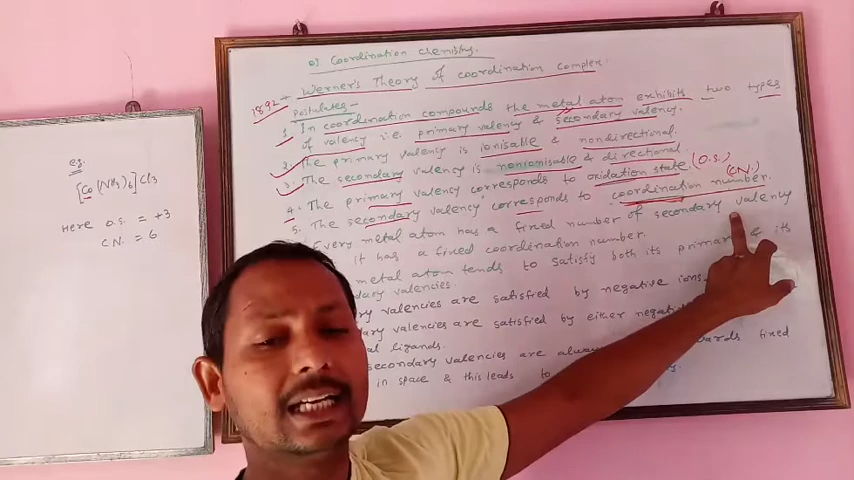 eg.
[Co(NH3)6]Cl3
Here O.S. = +3
C.N. = 6
of Coordination chemistry.
1892 → Werner's Theory of coordination complex.
postulates -
1. In coordination compounds the metal atom exhibits two types
of valency i.e. primary valency & secondary valency.
2. The primary valency is ionisable & nondirectional.
3. The secondary valency is nonionisable & directional.
4. The primary valency corresponds to oxidation state. (O.S.)
5. The secondary valency corresponds to coordination number. (C.N.)
Every metal atom has a fixed number of secondary valency
it has a fixed coordination number.
metal atom tends to satisfy both its primary & its
valencies.
valencies are satisfied by negative ions
valencies are satisfied by either negative
ligands.
secondary valencies are always fixed
in space & this leads to